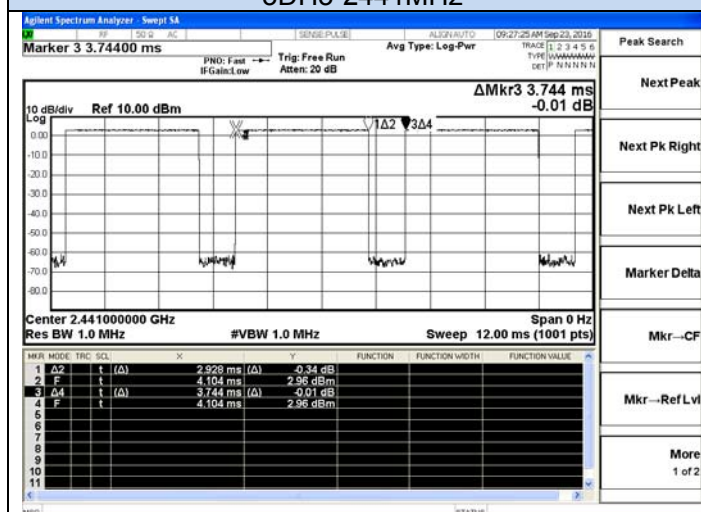 3DH5-2441MHz
Agilent Spectrum Analyzer - Swept SA
RF 50 Ω AC SENSE:PULSE ALIGN AUTO 09:27:25 AM Sep 23, 2016
Marker 3 3.74400 ms
PNO: Fast
IFGain:Low
Trig: Free Run
Atten: 20 dB
Avg Type: Log-Pwr
TRACE 1 2 3 4 5 6
TYPE WWWWWW
DET P N N N N N
Peak Search
Next Peak
Next Pk Right
Next Pk Left
Marker Delta
Mkr→CF
Mkr→Ref Lvl
More
1 of 2
ΔMkr3 3.744 ms
-0.01 dB
10 dB/div Ref 10.00 dBm
Log
1Δ2 3Δ4
0.00
-10.0
-20.0
-30.0
-40.0
-50.0
-60.0
-70.0
-80.0
Center 2.441000000 GHz Span 0 Hz
Res BW 1.0 MHz #VBW 1.0 MHz Sweep 12.00 ms (1001 pts)
MKR MODE TRC SCL X Y FUNCTION FUNCTION WIDTH FUNCTION VALUE
1 Δ2 t (Δ) 2.928 ms (Δ) -0.34 dB
2 F t 4.104 ms 2.96 dBm
3 Δ4 t (Δ) 3.744 ms (Δ) -0.01 dB
4 F t 4.104 ms 2.96 dBm
5
6
7
8
9
10
11
MSG STATUS